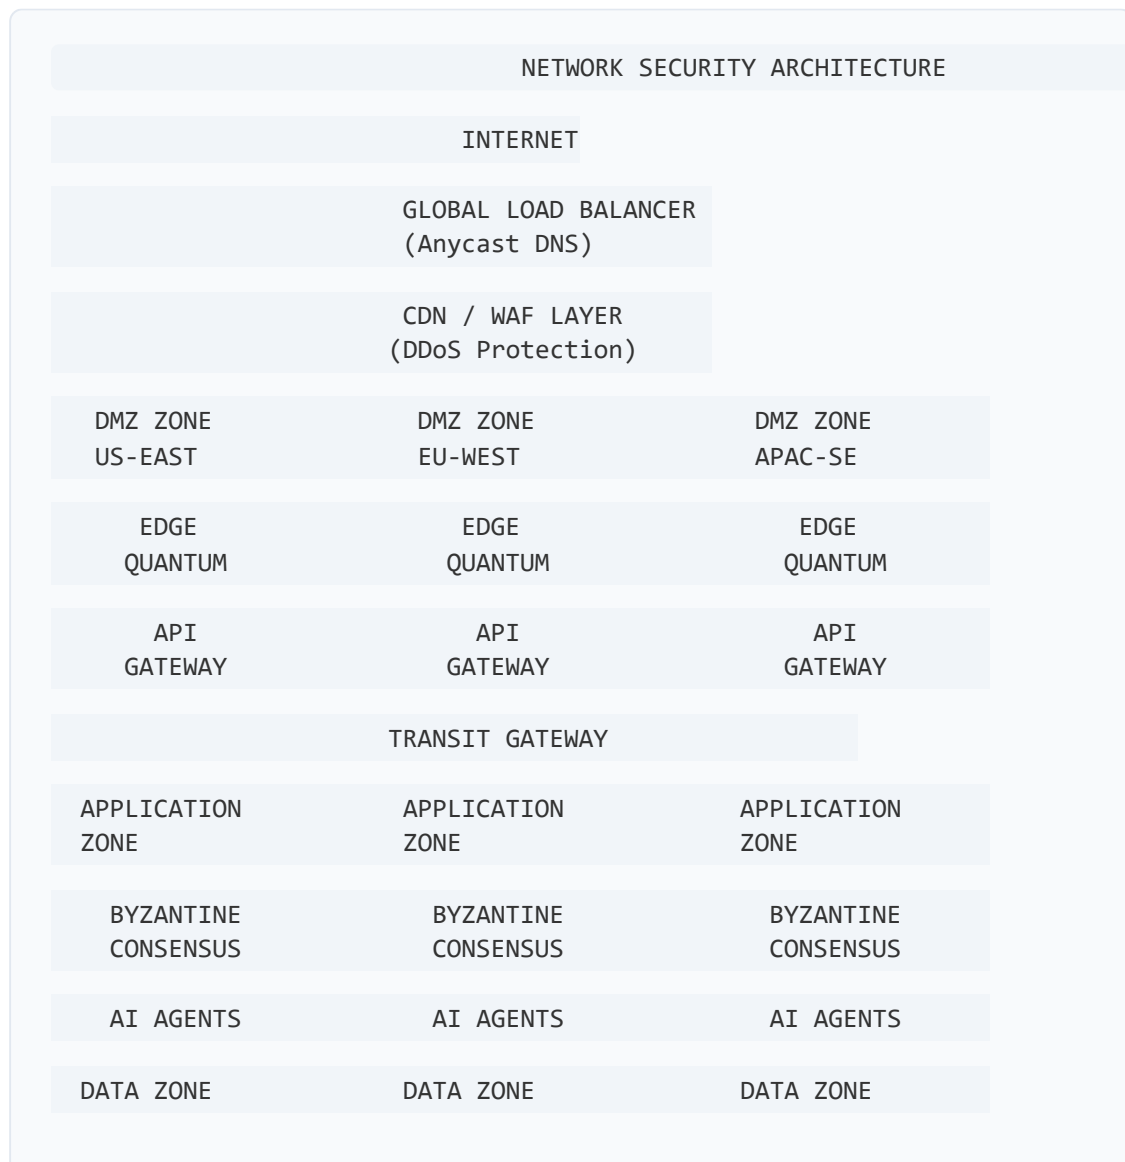 NETWORK SECURITY ARCHITECTURE
INTERNET
GLOBAL LOAD BALANCER
(Anycast DNS)
CDN / WAF LAYER
(DDoS Protection)
DMZ ZONE DMZ ZONE DMZ ZONE
US-EAST EU-WEST APAC-SE
EDGE EDGE EDGE
QUANTUM QUANTUM QUANTUM
API API API
GATEWAY GATEWAY GATEWAY
TRANSIT GATEWAY
APPLICATION APPLICATION APPLICATION
ZONE ZONE ZONE
BYZANTINE BYZANTINE BYZANTINE
CONSENSUS CONSENSUS CONSENSUS
AI AGENTS AI AGENTS AI AGENTS
DATA ZONE DATA ZONE DATA ZONE